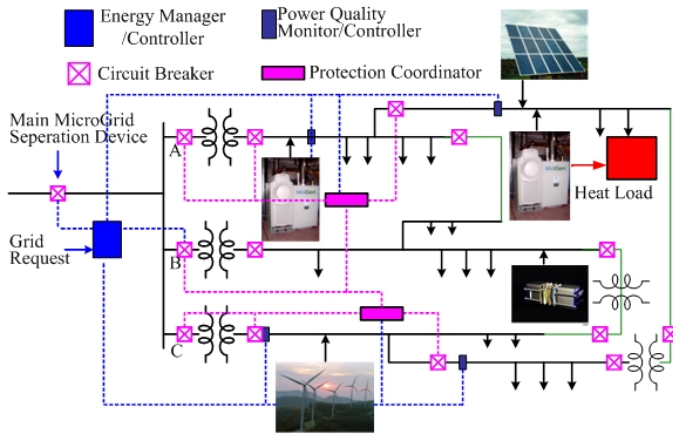 Energy Manager
/Controller
Power Quality
Monitor/Controller
Circuit Breaker
Protection Coordinator
Main MicroGrid
Seperation Device
A
Heat Load
Grid
Request
B
C